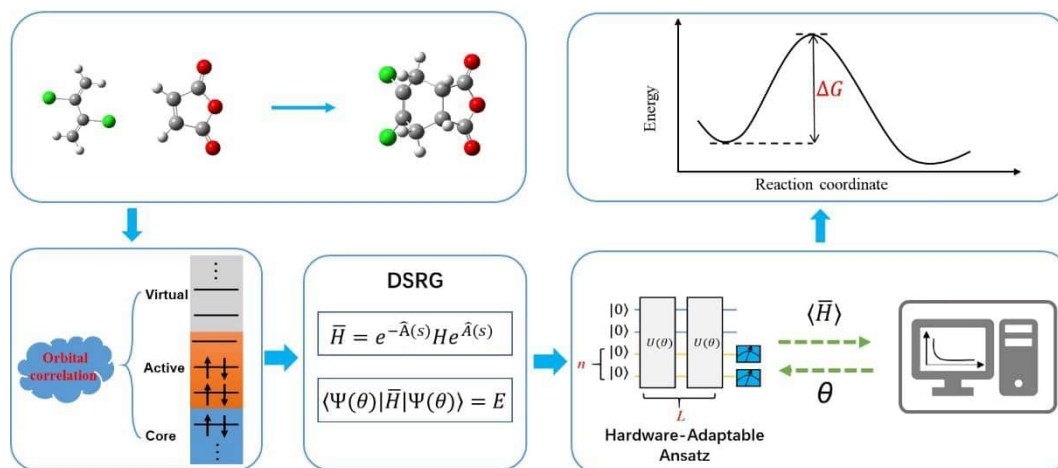 Energy
ΔG
Reaction coordinate
Orbital
correlation
Virtual
Active
Core
DSRG
H̅ = e^{-Â(s)}He^{Â(s)}
⟨Ψ(θ)|H̅|Ψ(θ)⟩ = E
|0⟩
|0⟩
n
|0⟩
|0⟩
U(θ)
U(θ)
L
Hardware-Adaptable
Ansatz
⟨H̅⟩
θ